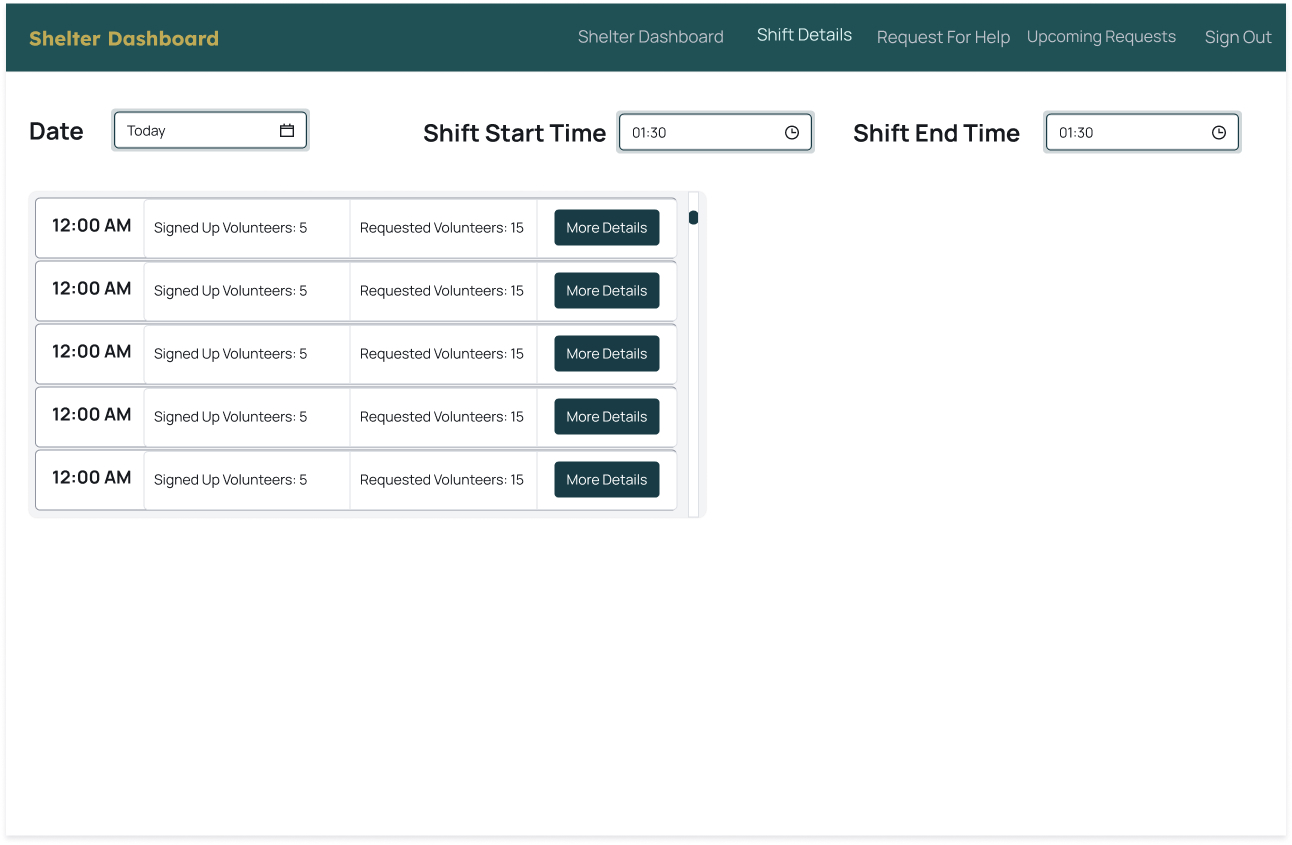 Shelter Dashboard Shelter Dashboard Shift Details Request For Help Upcoming Requests Sign Out
Date Today Shift Start Time 01:30 Shift End Time 01:30
12:00 AM Signed Up Volunteers: 5 Requested Volunteers: 15 More Details
12:00 AM Signed Up Volunteers: 5 Requested Volunteers: 15 More Details
12:00 AM Signed Up Volunteers: 5 Requested Volunteers: 15 More Details
12:00 AM Signed Up Volunteers: 5 Requested Volunteers: 15 More Details
12:00 AM Signed Up Volunteers: 5 Requested Volunteers: 15 More Details